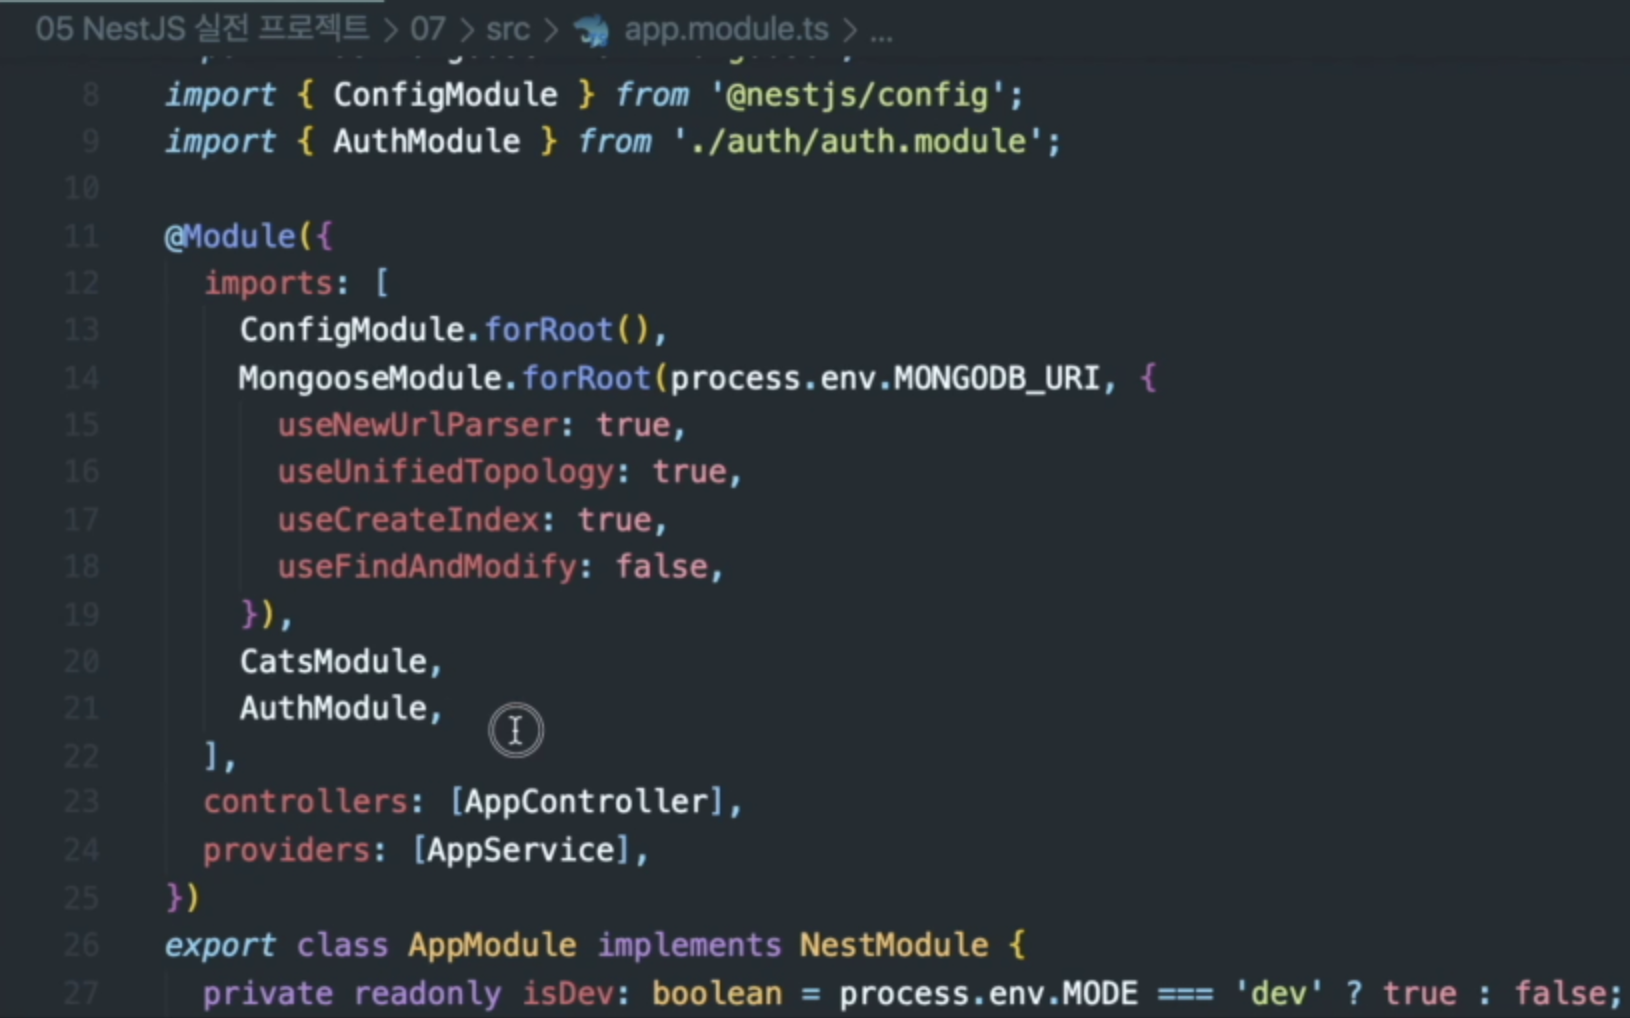 05 NestJS 실전 프로젝트 > 07 > src > app.module.ts > ...
8 import { ConfigModule } from '@nestjs/config';
9 import { AuthModule } from './auth/auth.module';
10
11 @Module({
12 imports: [
13 ConfigModule.forRoot(),
14 MongooseModule.forRoot(process.env.MONGODB_URI, {
15 useNewUrlParser: true,
16 useUnifiedTopology: true,
17 useCreateIndex: true,
18 useFindAndModify: false,
19 }),
20 CatsModule,
21 AuthModule,
22 ],
23 controllers: [AppController],
24 providers: [AppService],
25 })
26 export class AppModule implements NestModule {
27 private readonly isDev: boolean = process.env.MODE === 'dev' ? true : false;